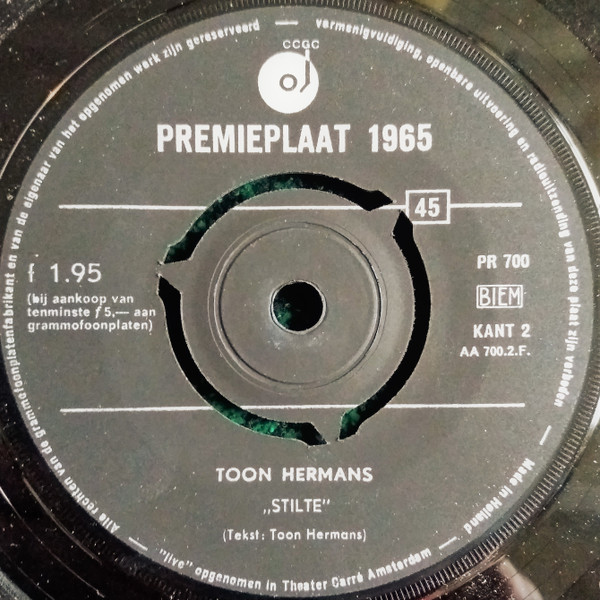 Alle rechten van de grammofoonplatenfabrikant en van de eigenaar van het opgenomen werk zijn gereserveerd — vermenigvuldiging, openbare uitvoering en radiouitzending van deze plaat zijn verboden — Made in Holland
CCGC
PREMIEPLAAT 1965
45
f 1.95
(bij aankoop van
tenminste f 5,— aan
grammofoonplaten)
PR 700
BIEM
KANT 2
AA 700.2.F.
TOON HERMANS
„STILTE”
(Tekst: Toon Hermans)
— "live" opgenomen in Theater Carré Amsterdam —